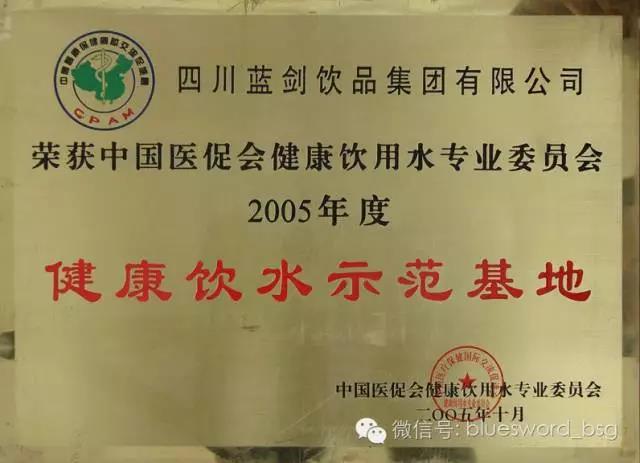 四川蓝剑饮品集团有限公司
荣获中国医促会健康饮用水专业委员会
2005年度
健康饮水示范基地
中国医促会健康饮用水专业委员会
二〇〇五年十月
GPAM
微信号: bluesword_bsg